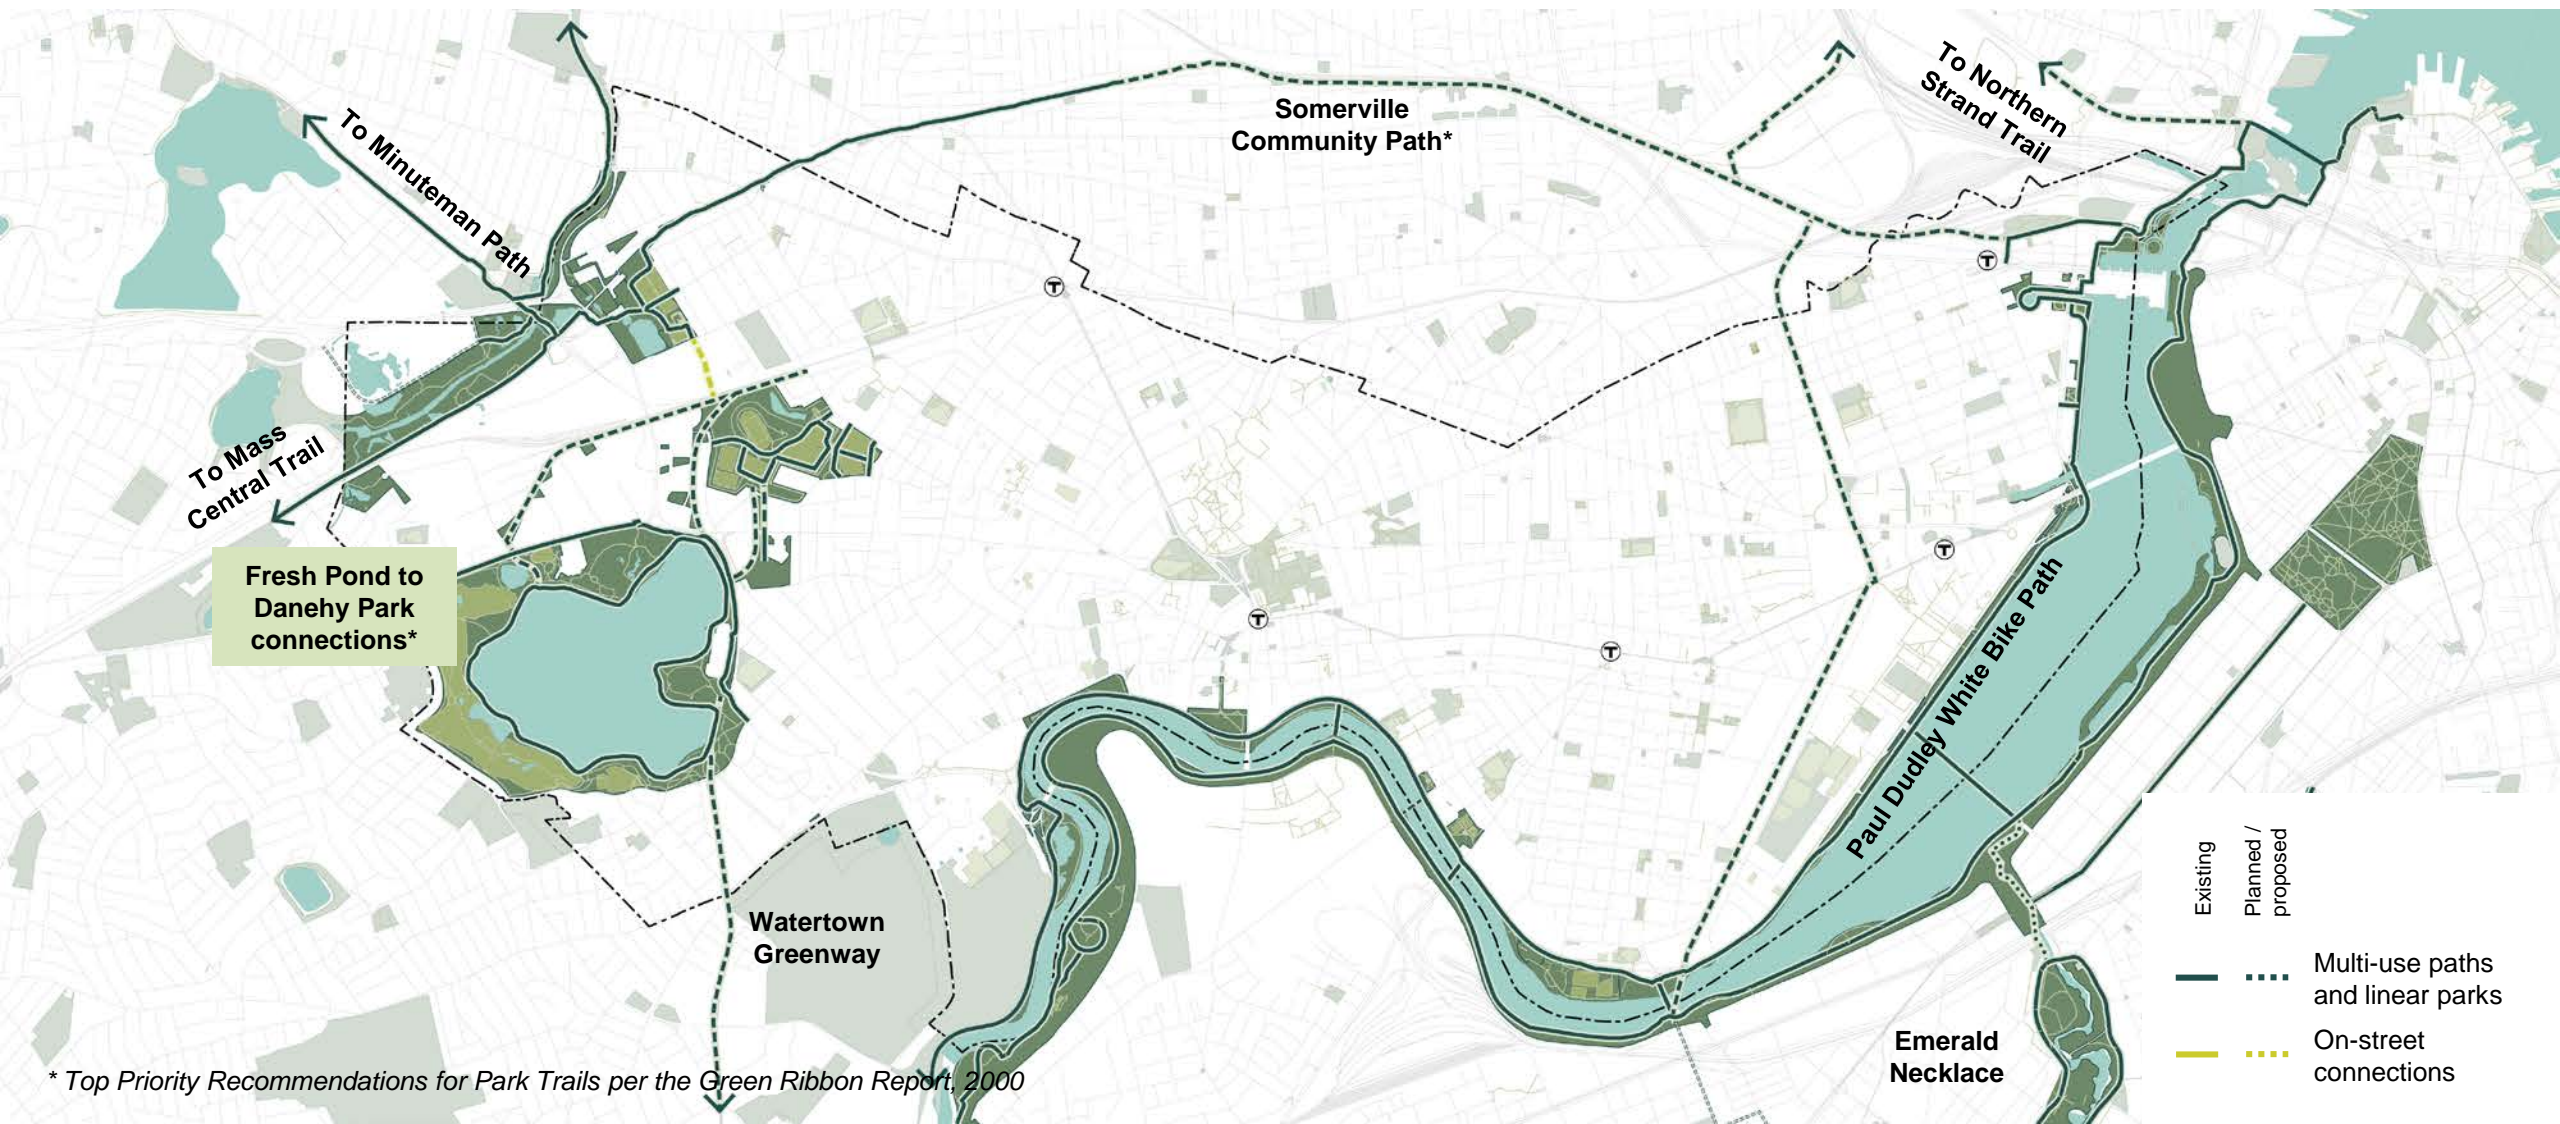 To Minuteman Path
Somerville
Community Path*
To Northern
Strand Trail
To Mass
Central Trail
Fresh Pond to
Danehy Park
connections*
Paul Dudley White Bike Path
Watertown
Greenway
Emerald
Necklace
Existing
Planned /
proposed
Multi-use paths
and linear parks
On-street
connections
* Top Priority Recommendations for Park Trails per the Green Ribbon Report, 2000
T
T
T
T
T